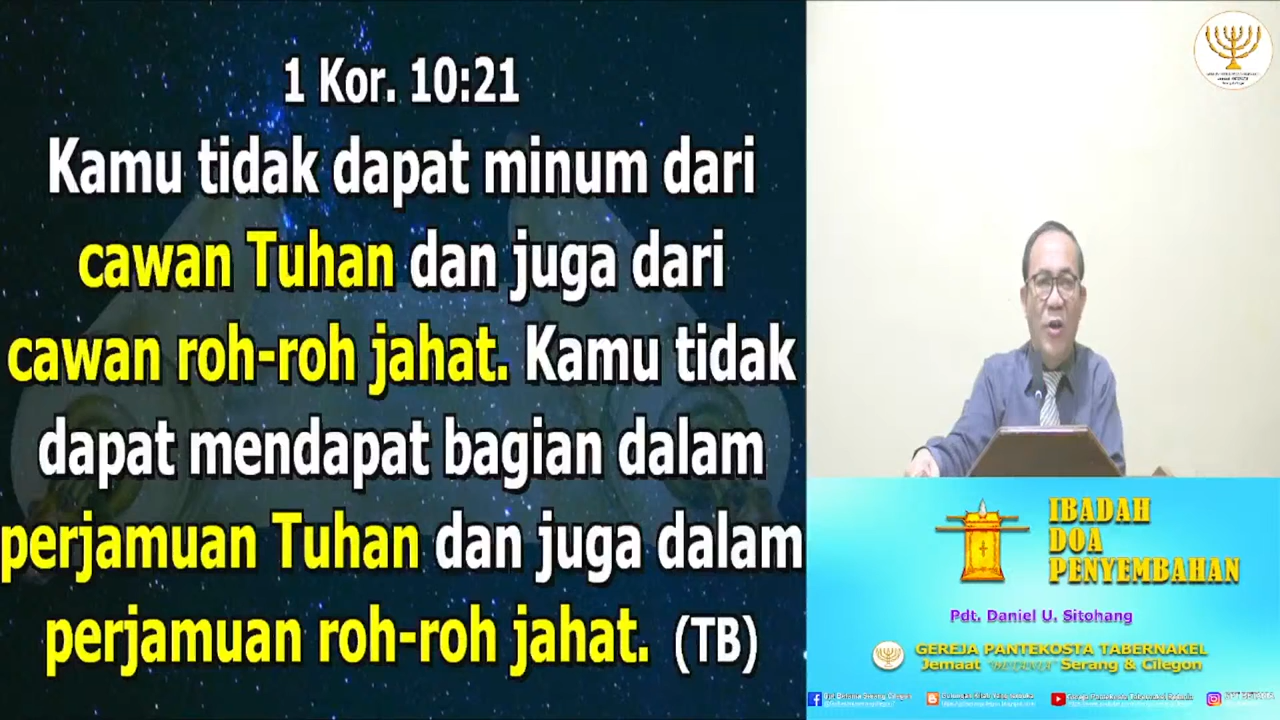 1 Kor. 10:21
Kamu tidak dapat minum dari
cawan Tuhan dan juga dari
cawan roh-roh jahat. Kamu tidak
dapat mendapat bagian dalam
perjamuan Tuhan dan juga dalam
perjamuan roh-roh jahat. (TB)
IBADAH
DOA
PENYEMBAHAN
Pdt. Daniel U. Sitohang
GEREJA PANTEKOSTA TABERNAKEL
Jemaat "BETANIA" Serang & Cilegon